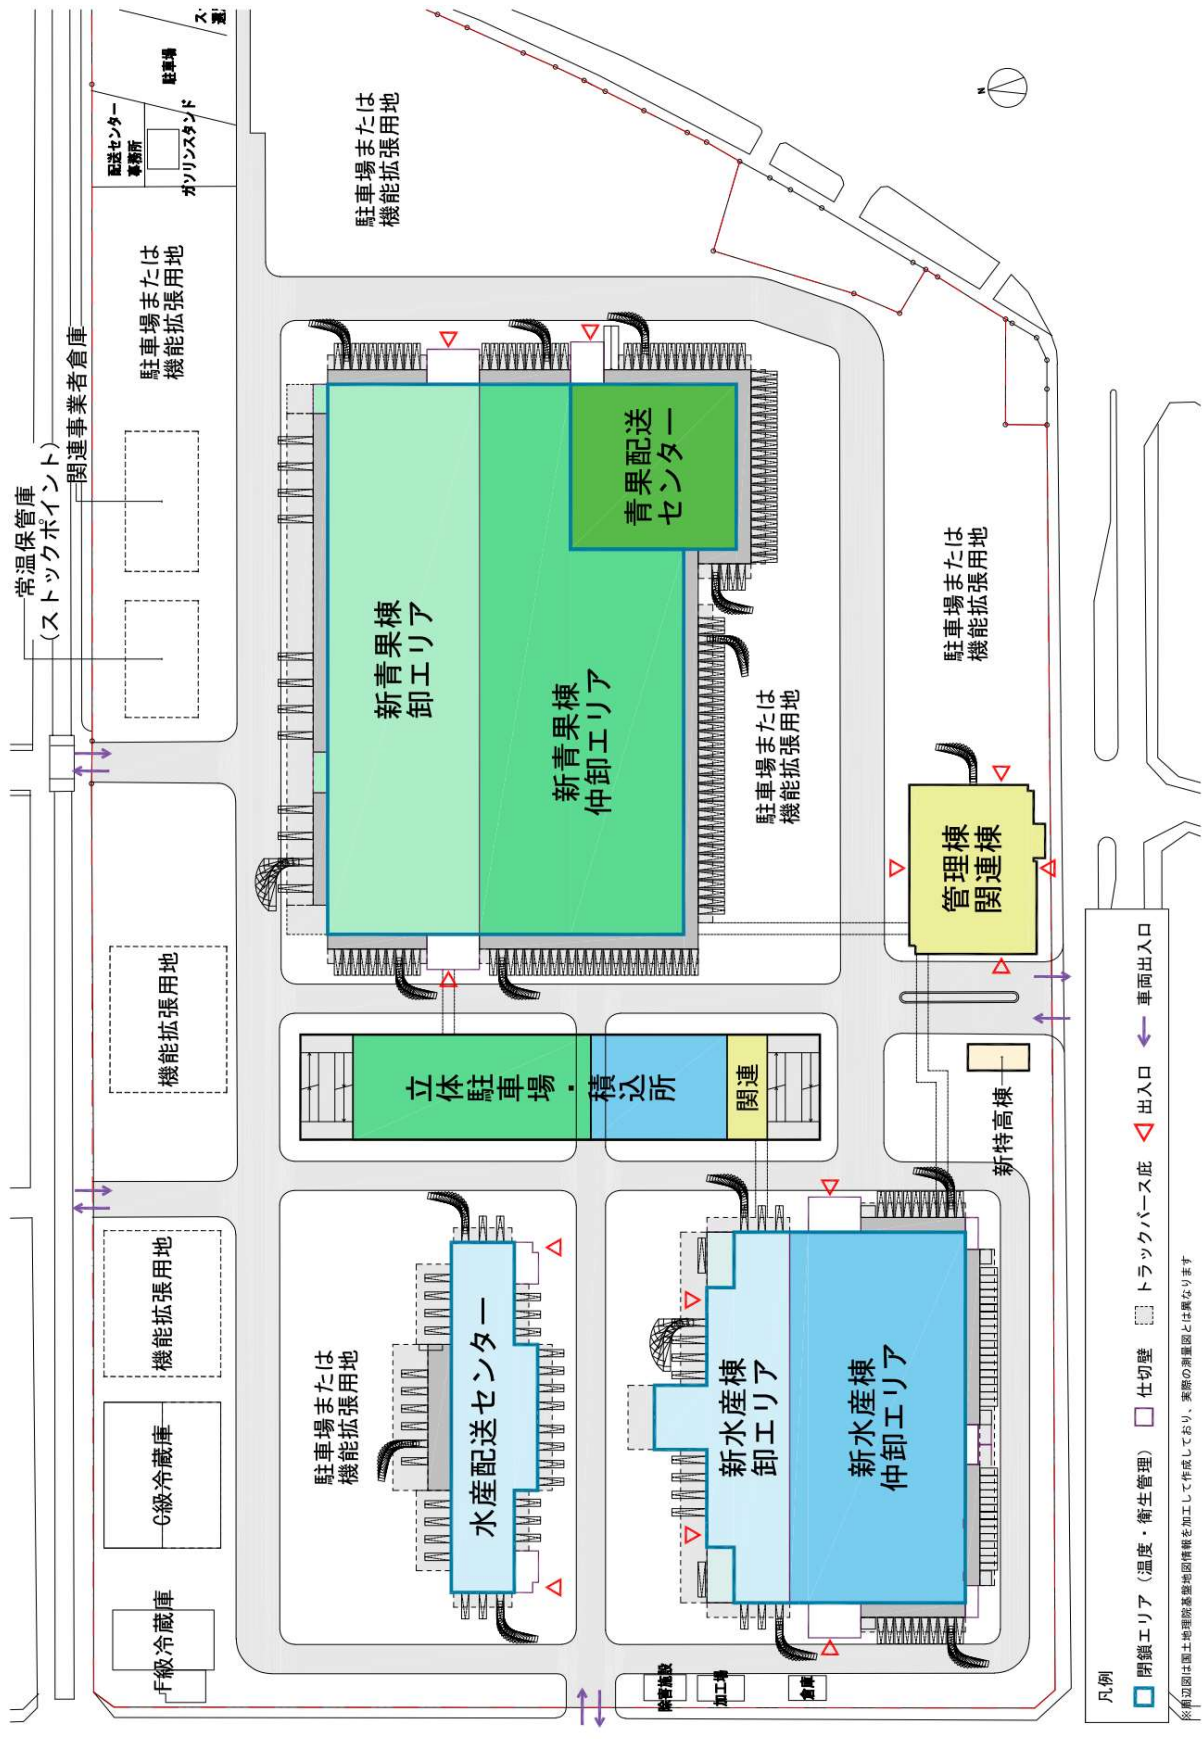 常温保管庫
(ストックポイント)
関連事業者倉庫
配送センター
事務所
駐車場
ガソリンスタンド
駐車場または
機能拡張用地
駐車場または
機能拡張用地
N
機能拡張用地
機能拡張用地
C級冷蔵庫
F級冷蔵庫
新青果棟
卸エリア
新青果棟
仲卸エリア
青果配送
センター
駐車場または
機能拡張用地
駐車場または
機能拡張用地
立体駐車場・積込所
関連
管理棟
関連棟
新特高棟
駐車場または
機能拡張用地
水産配送センター
新水産棟
卸エリア
新水産棟
仲卸エリア
除害施設
加工場
倉庫
凡例
閉鎖エリア（温度・衛生管理）
仕切壁
トラックバース庇
出入口
車両出入口
※周辺図は国土地理院基盤地図情報を加工して作成しており、実際の測量図とは異なります